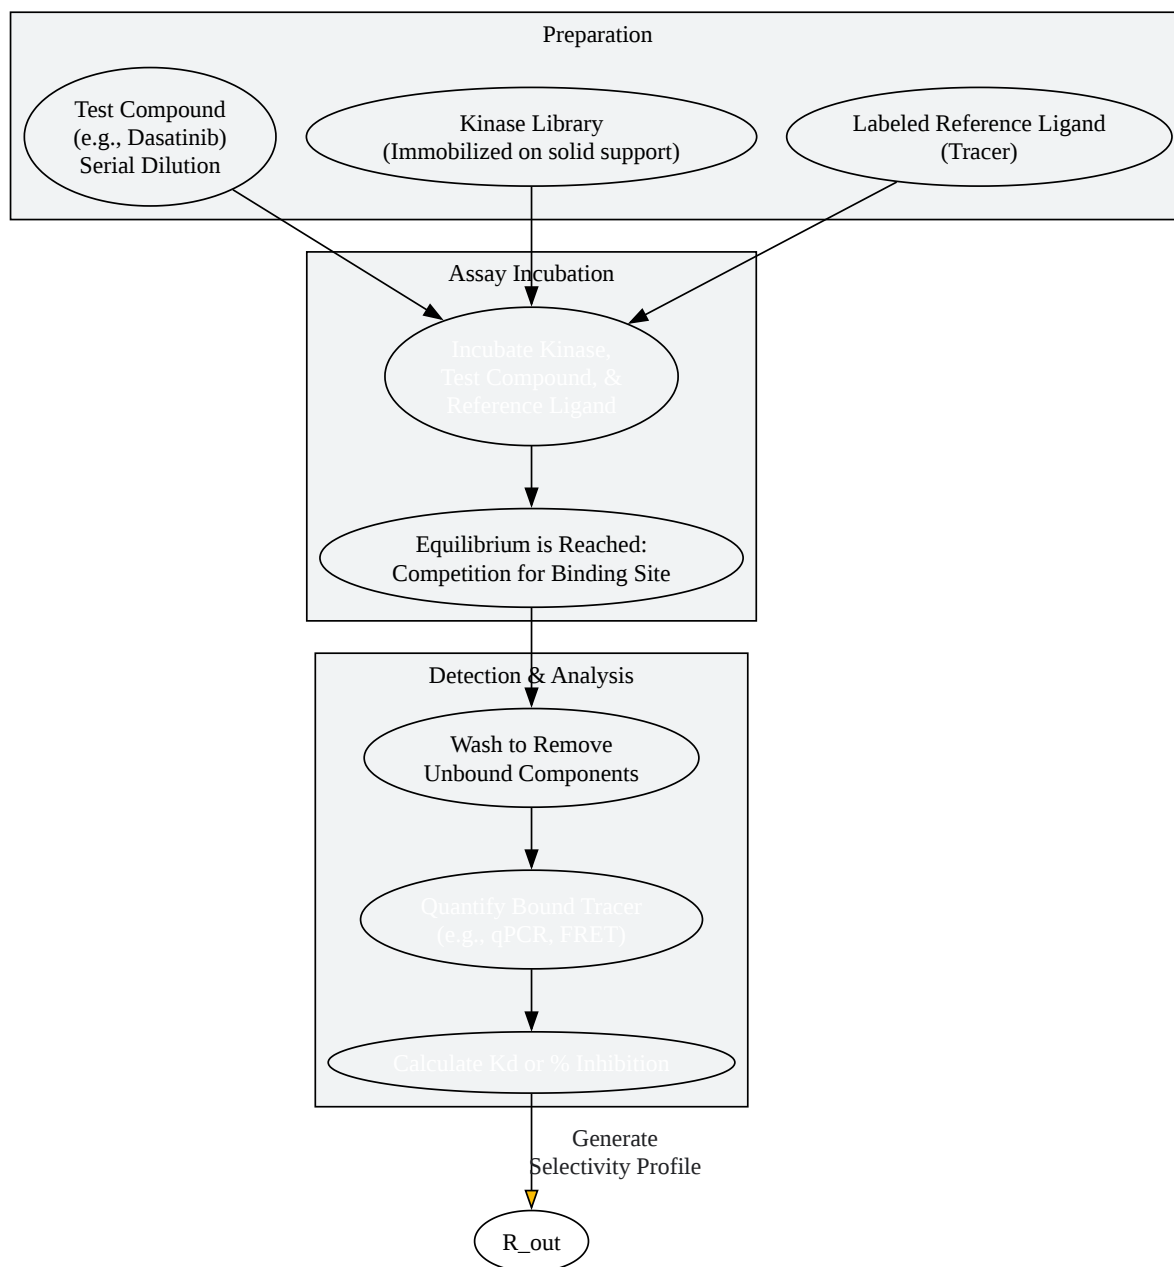 Preparation
Test Compound
(e.g., Dasatinib)
Serial Dilution
Kinase Library
(Immobilized on solid support)
Labeled Reference Ligand
(Tracer)
Assay Incubation
Incubate Kinase,
Test Compound, &
Reference Ligand
Equilibrium is Reached:
Competition for Binding Site
Detection & Analysis
Wash to Remove
Unbound Components
Quantify Bound Tracer
(e.g., qPCR, FRET)
Calculate Kd or % Inhibition
Generate
Selectivity Profile
R_out